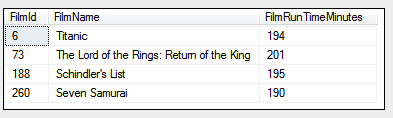 FilmId FilmName FilmRunTimeMinutes
6 Titanic 194
73 The Lord of the Rings: Return of the King 201
188 Schindler's List 195
260 Seven Samurai 190